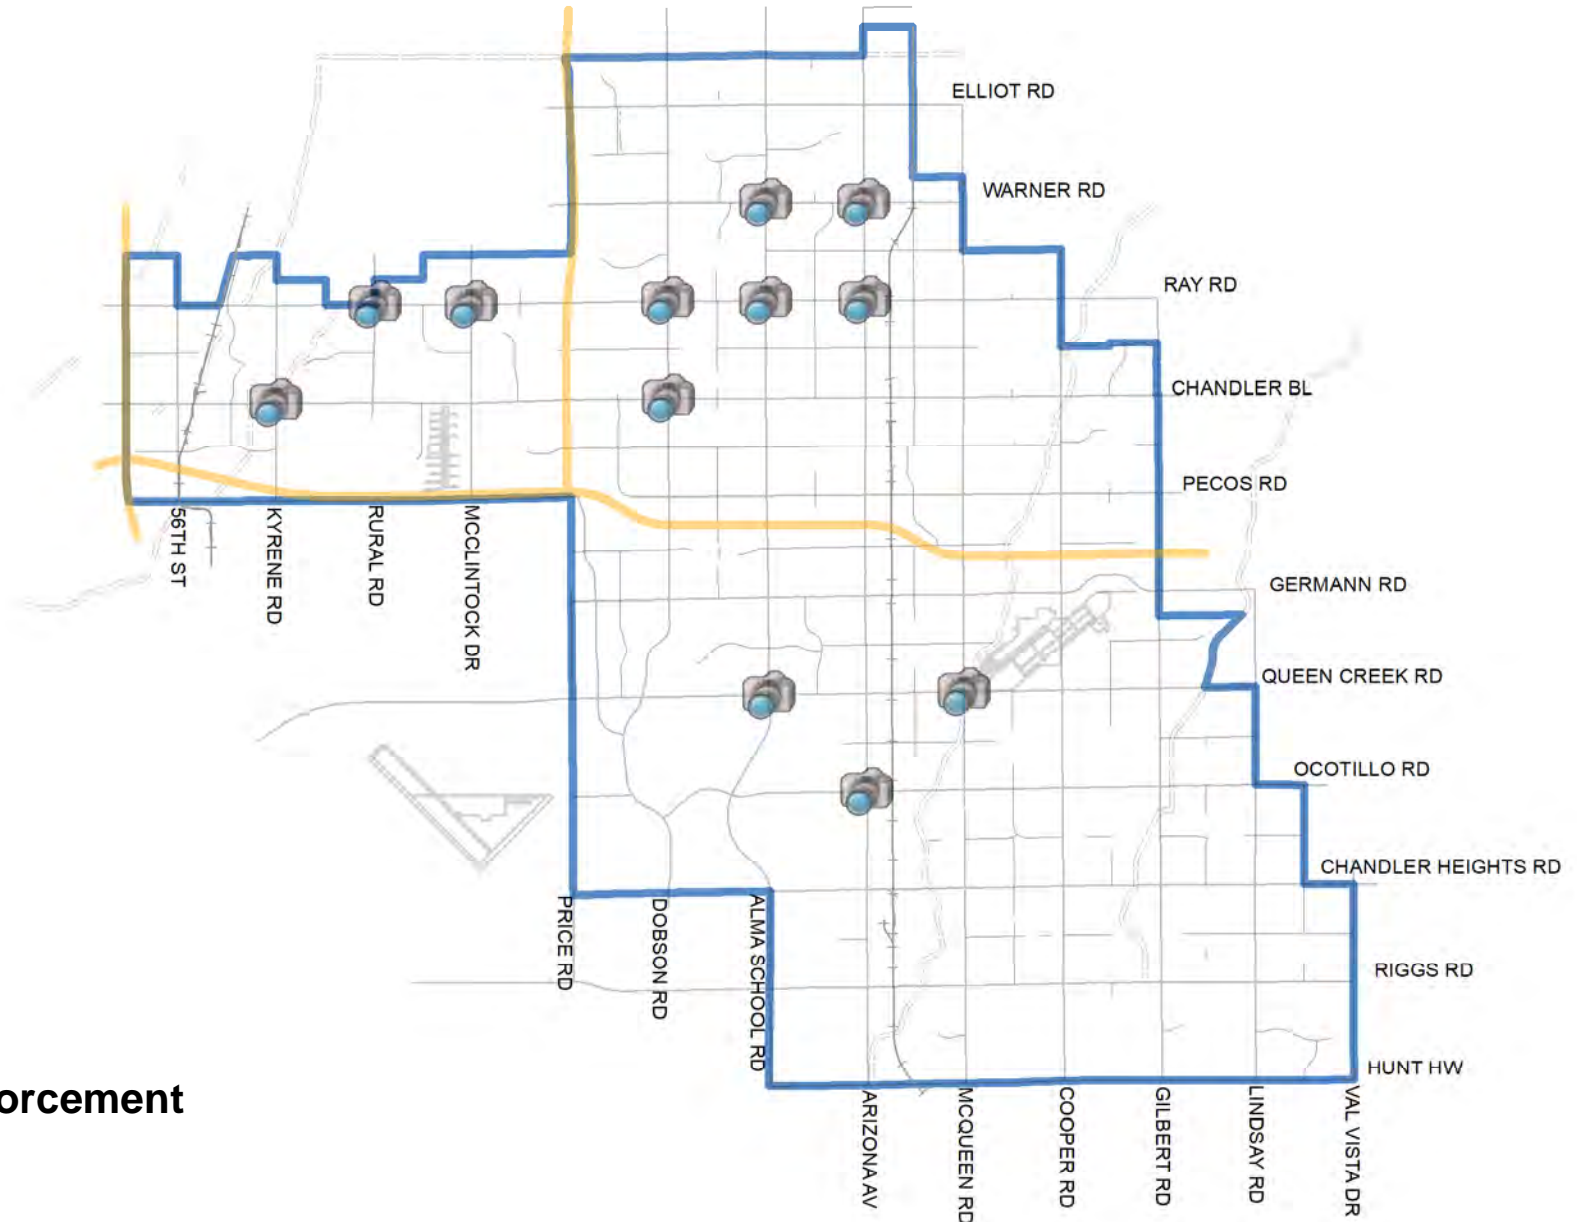 ELLIOT RD
WARNER RD
RAY RD
CHANDLER BL
PECOS RD
56TH ST
KYRENE RD
RURAL RD
MCCLINTOCK DR
GERMANN RD
QUEEN CREEK RD
OCOTILLO RD
CHANDLER HEIGHTS RD
PRICE RD
DOBSON RD
ALMA SCHOOL RD
RIGGS RD
HUNT HW
orcement
ARIZONA AV
MCQUEEN RD
COOPER RD
GILBERT RD
LINDSAY RD
VAL VISTA DR